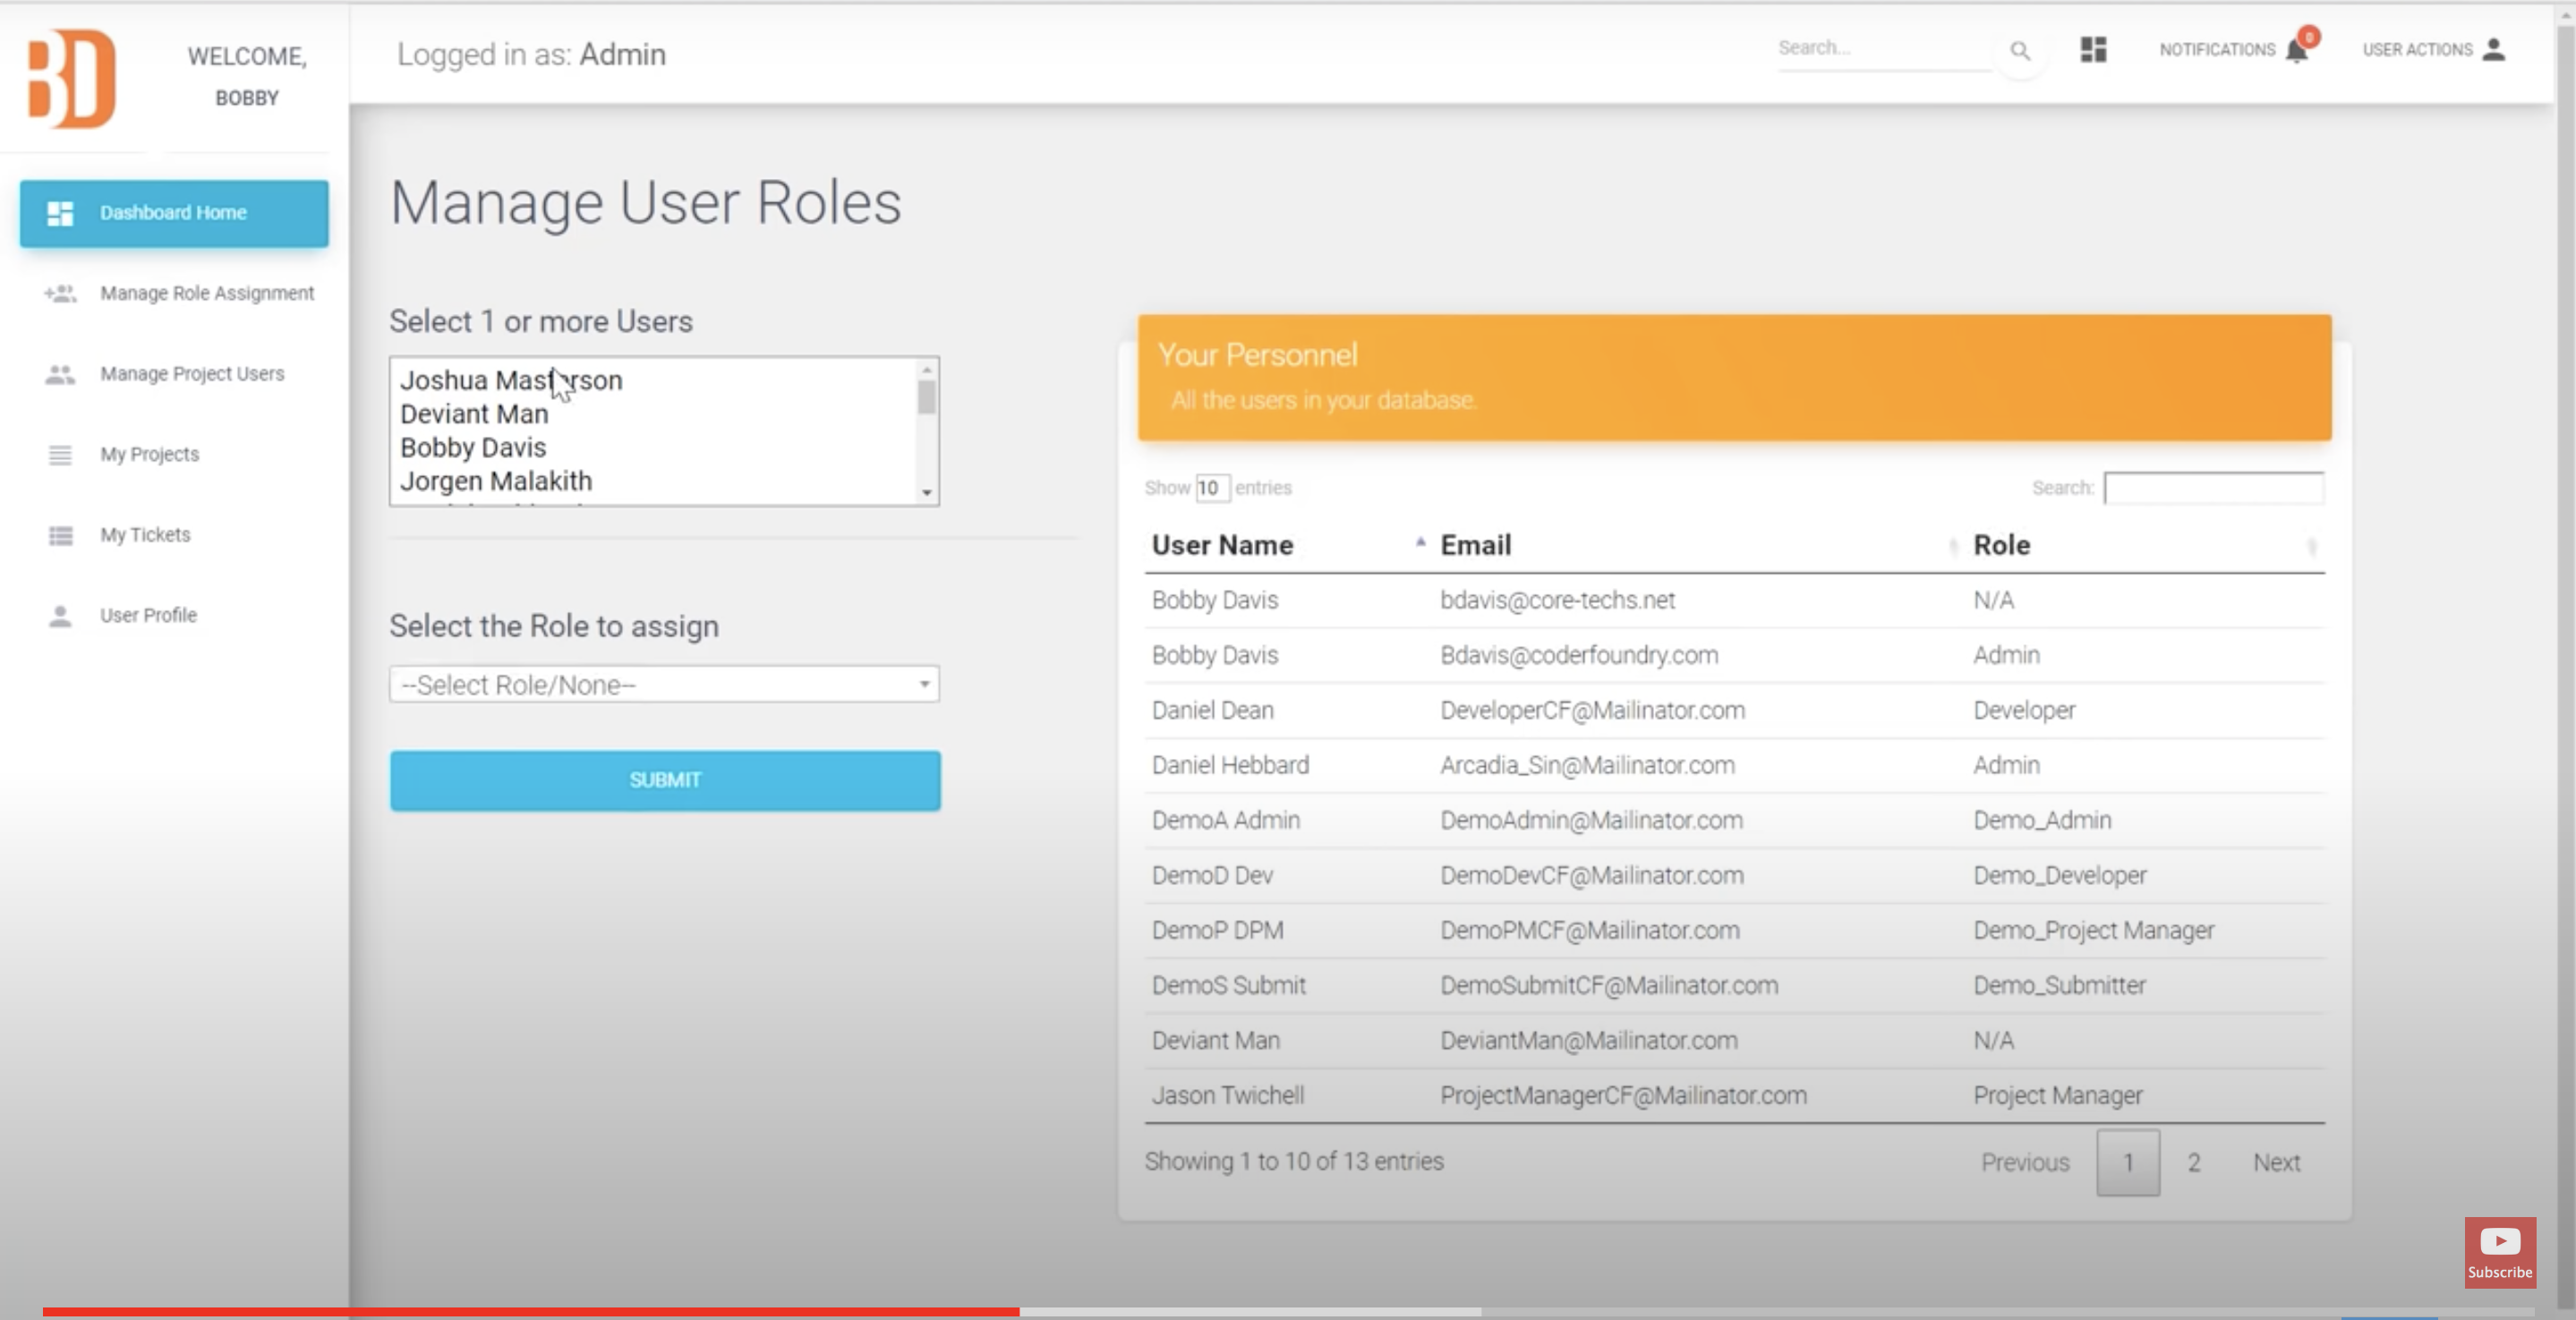 BD
WELCOME,
BOBBY
Logged in as: Admin
Search...
NOTIFICATIONS
0
USER ACTIONS
Dashboard Home
Manage Role Assignment
Manage Project Users
My Projects
My Tickets
User Profile
Manage User Roles
Select 1 or more Users
Joshua Masterson
Deviant Man
Bobby Davis
Jorgen Malakith
Select the Role to assign
--Select Role/None--
SUBMIT
Your Personnel
All the users in your database.
Show 10 entries
Search:
User Name Email Role
Bobby Davis bdavis@core-techs.net N/A
Bobby Davis Bdavis@coderfoundry.com Admin
Daniel Dean DeveloperCF@Mailinator.com Developer
Daniel Hebbard Arcadia_Sin@Mailinator.com Admin
DemoA Admin DemoAdmin@Mailinator.com Demo_Admin
DemoD Dev DemoDevCF@Mailinator.com Demo_Developer
DemoP DPM DemoPMCF@Mailinator.com Demo_Project Manager
DemoS Submit DemoSubmitCF@Mailinator.com Demo_Submitter
Deviant Man DeviantMan@Mailinator.com N/A
Jason Twichell ProjectManagerCF@Mailinator.com Project Manager
Showing 1 to 10 of 13 entries
Previous 1 2 Next
Subscribe